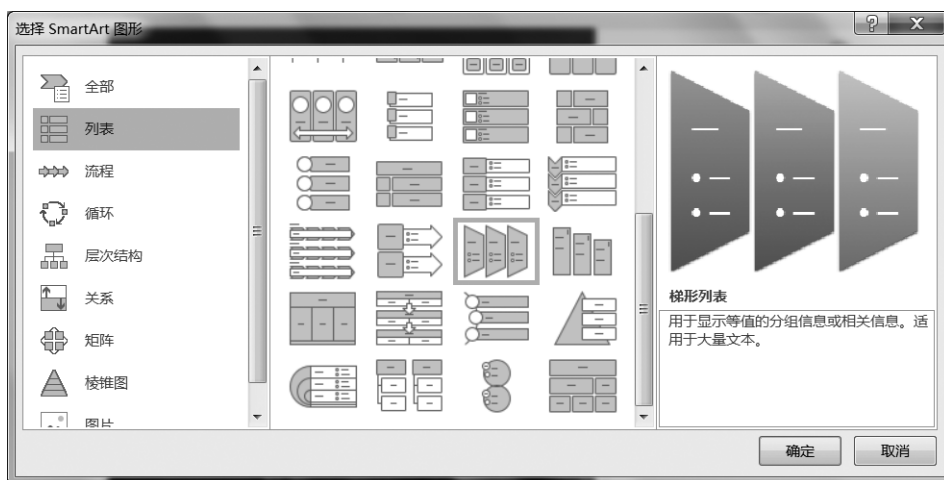 选择 SmartArt 图形
全部
列表
流程
循环
层次结构
关系
矩阵
棱锥图
图片
梯形列表
用于显示等值的分组信息或相关信息。适
用于大量文本。
确定
取消